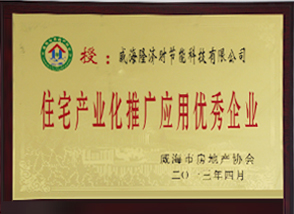 授：威海隆济时节能科技有限公司
住宅产业化推广应用优秀企业
威海市房地产协会
二〇一三年四月